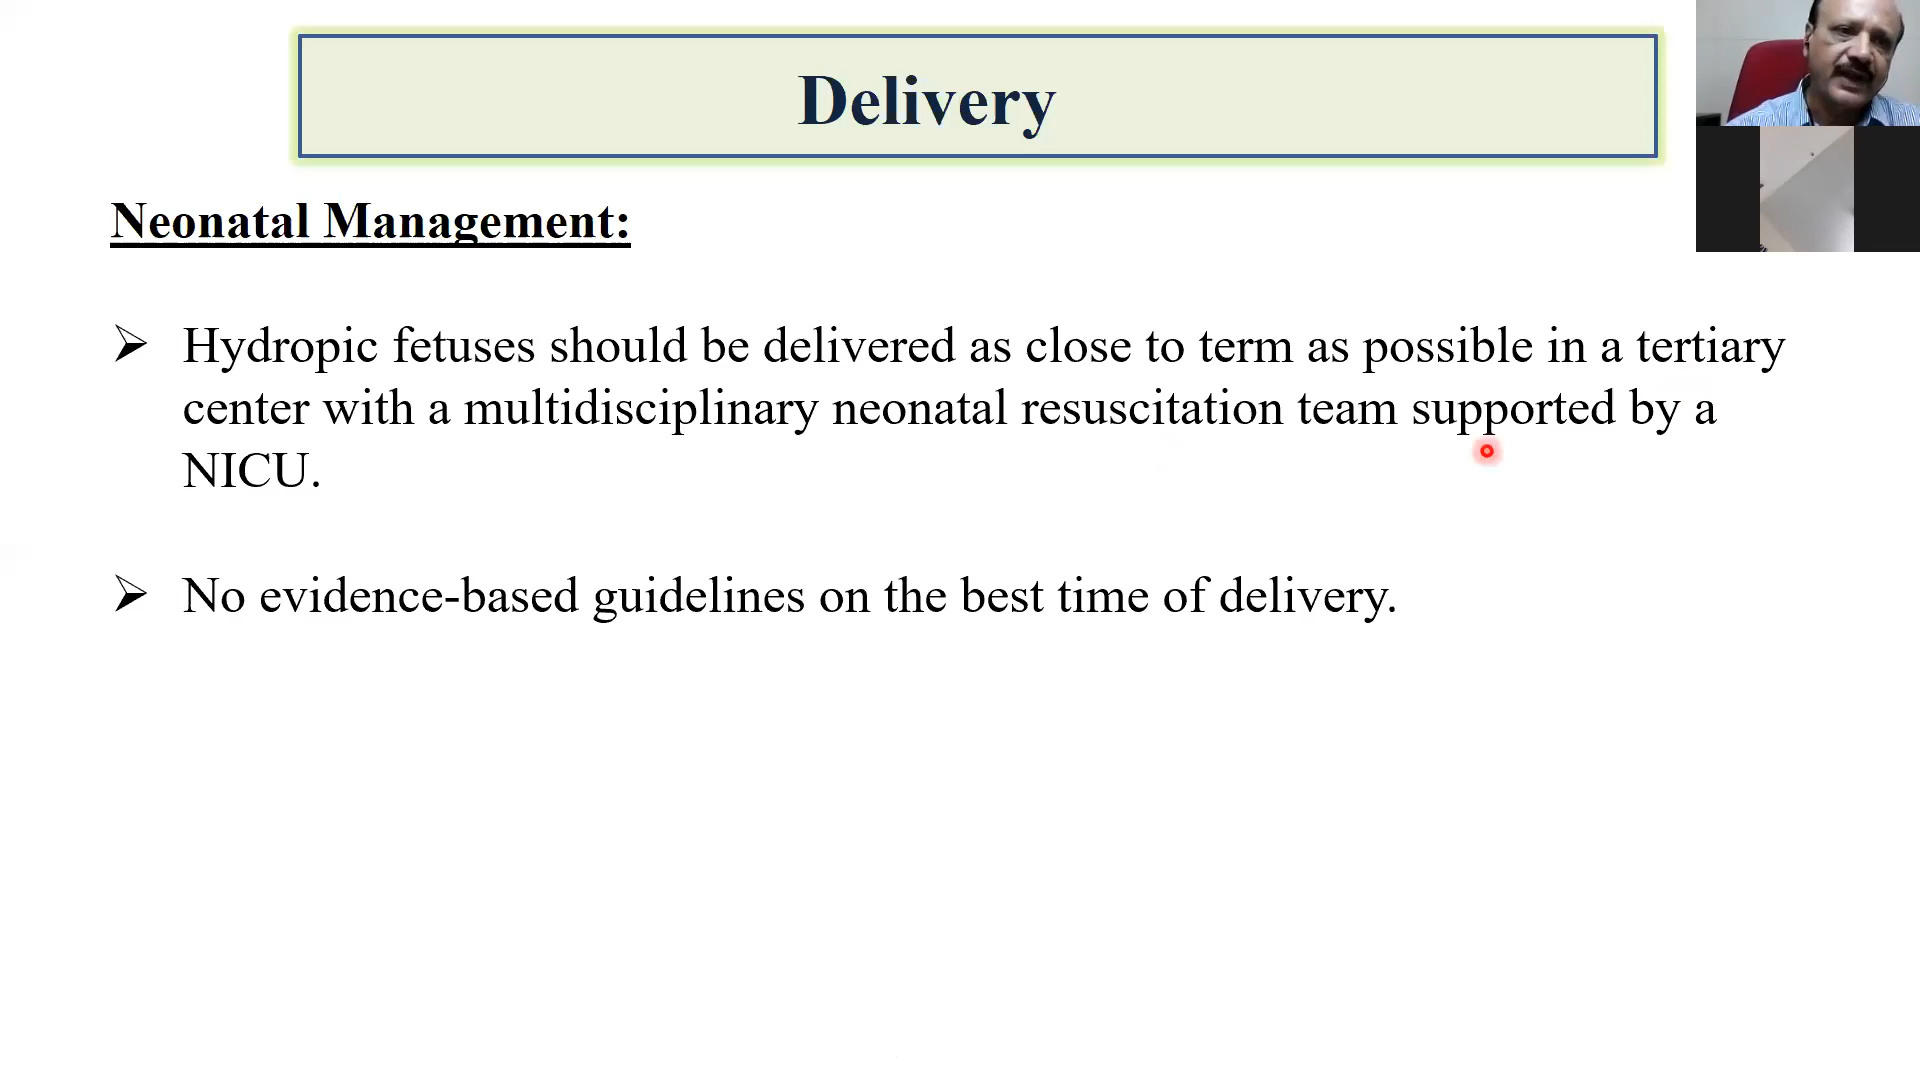 Delivery
Neonatal Management:
➢ Hydropic fetuses should be delivered as close to term as possible in a tertiary
center with a multidisciplinary neonatal resuscitation team supported by a
NICU.
➢ No evidence-based guidelines on the best time of delivery.